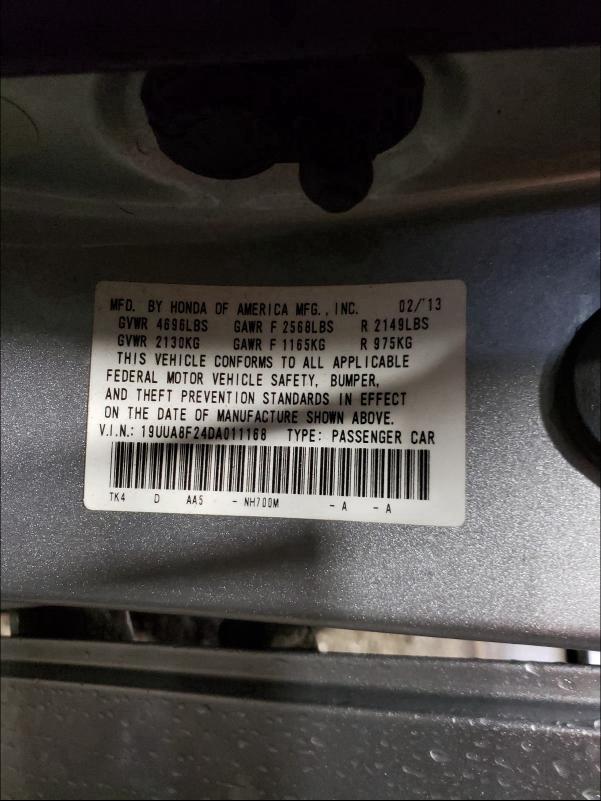 MFD. BY HONDA OF AMERICA MFG., INC. 02/'13
GVWR 4696LBS GAWR F 2568LBS R 2149LBS
GVWR 2130KG GAWR F 1165KG R 975KG
THIS VEHICLE CONFORMS TO ALL APPLICABLE
FEDERAL MOTOR VEHICLE SAFETY, BUMPER,
AND THEFT PREVENTION STANDARDS IN EFFECT
ON THE DATE OF MANUFACTURE SHOWN ABOVE.
V.I.N.: 19UUA8F24DA011168 TYPE: PASSENGER CAR
TK4 D AA5 - NH700M - A - A